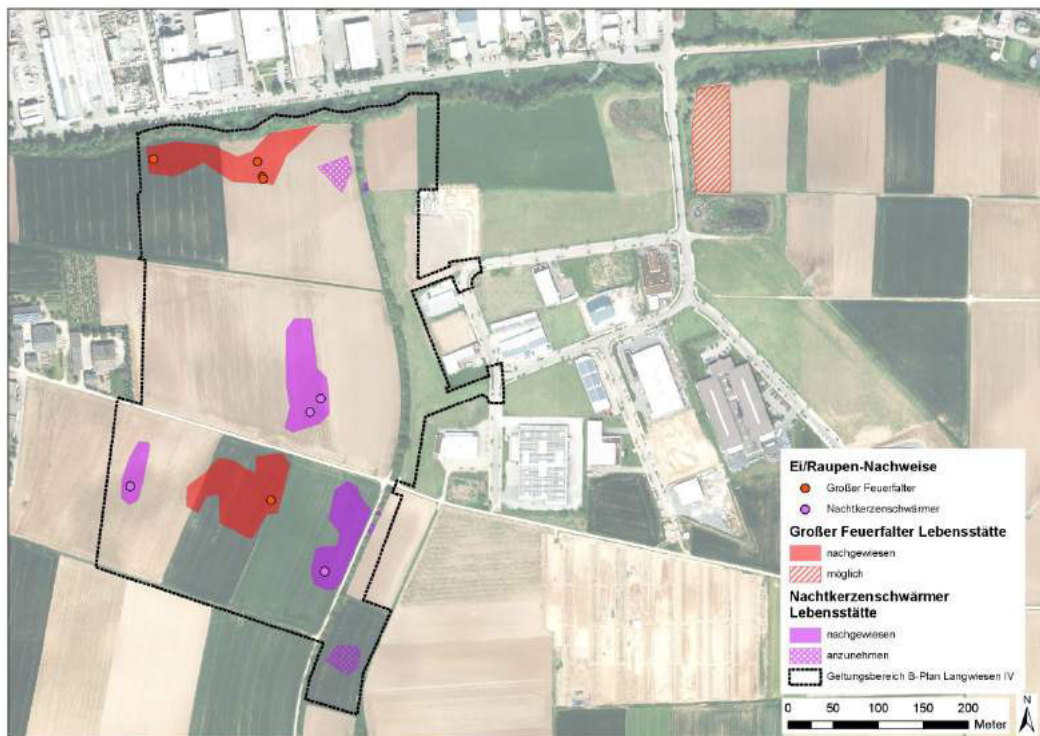 Ei/Raupen-Nachweise
Großer Feuerfalter
Nachtkerzenschwärmer
Großer Feuerfalter Lebensstätte
nachgewiesen
möglich
Nachtkerzenschwärmer
Lebensstätte
nachgewiesen
anzunehmen
Geltungsbereich B-Plan Langwiesen IV
0 50 100 150 200
Meter
N